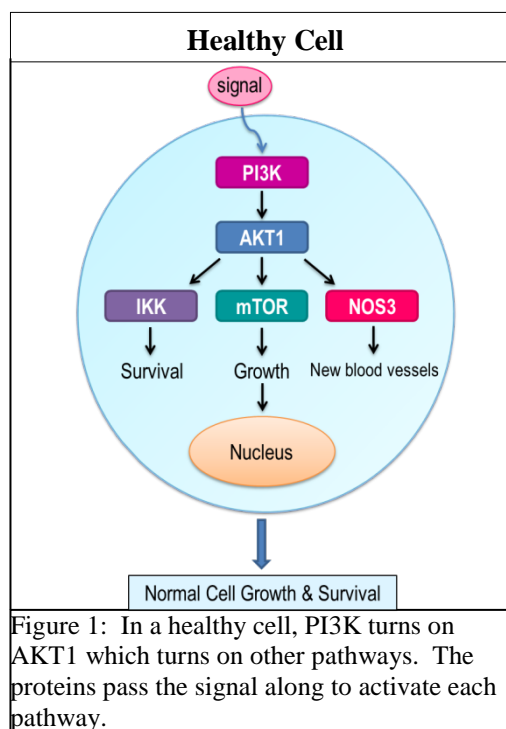 Healthy Cell
signal
PI3K
AKT1
IKK mTOR NOS3
Survival Growth New blood vessels
Nucleus
Normal Cell Growth & Survival
Figure 1:  In a healthy cell, PI3K turns on
AKT1 which turns on other pathways.  The
proteins pass the signal along to activate each
pathway.